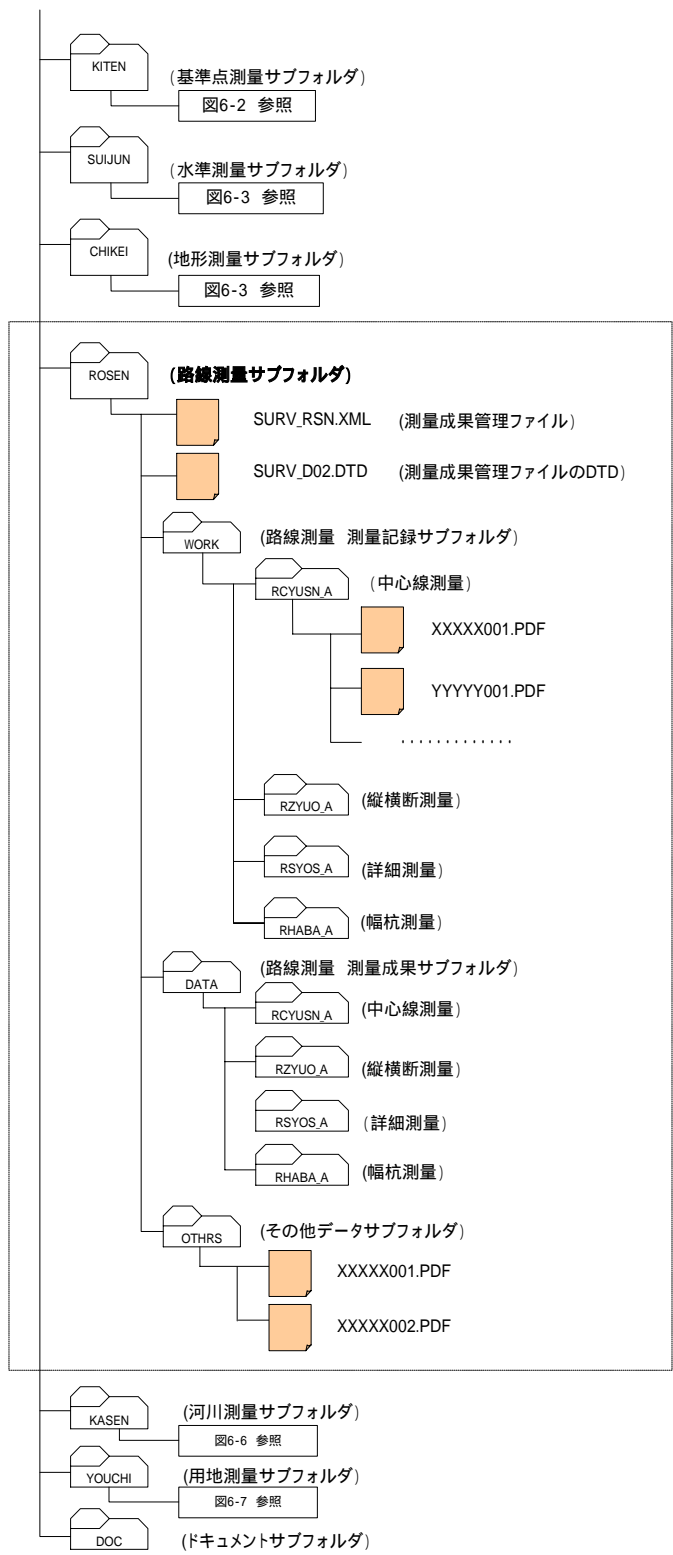 KITEN
(基準点測量サブフォルダ)
図6-2 参照
SUIJUN
(水準測量サブフォルダ)
図6-3 参照
CHIKEI
(地形測量サブフォルダ)
図6-3 参照
ROSEN
(路線測量サブフォルダ)
SURV_RSN.XML (測量成果管理ファイル)
SURV_D02.DTD (測量成果管理ファイルのDTD)
WORK
(路線測量 測量記録サブフォルダ)
RCYUSN_A
(中心線測量)
XXXXX001.PDF
YYYYY001.PDF
・・・・・・・・・・・・・
RZYUO_A
(縦横断測量)
RSYOS_A
(詳細測量)
RHABA_A
(幅杭測量)
DATA
(路線測量 測量成果サブフォルダ)
RCYUSN_A
(中心線測量)
RZYUO_A
(縦横断測量)
RSYOS_A
(詳細測量)
RHABA_A
(幅杭測量)
OTHRS
(その他データサブフォルダ)
XXXXX001.PDF
XXXXX002.PDF
KASEN
(河川測量サブフォルダ)
図6-6 参照
YOUCHI
(用地測量サブフォルダ)
図6-7 参照
DOC
(ドキュメントサブフォルダ)